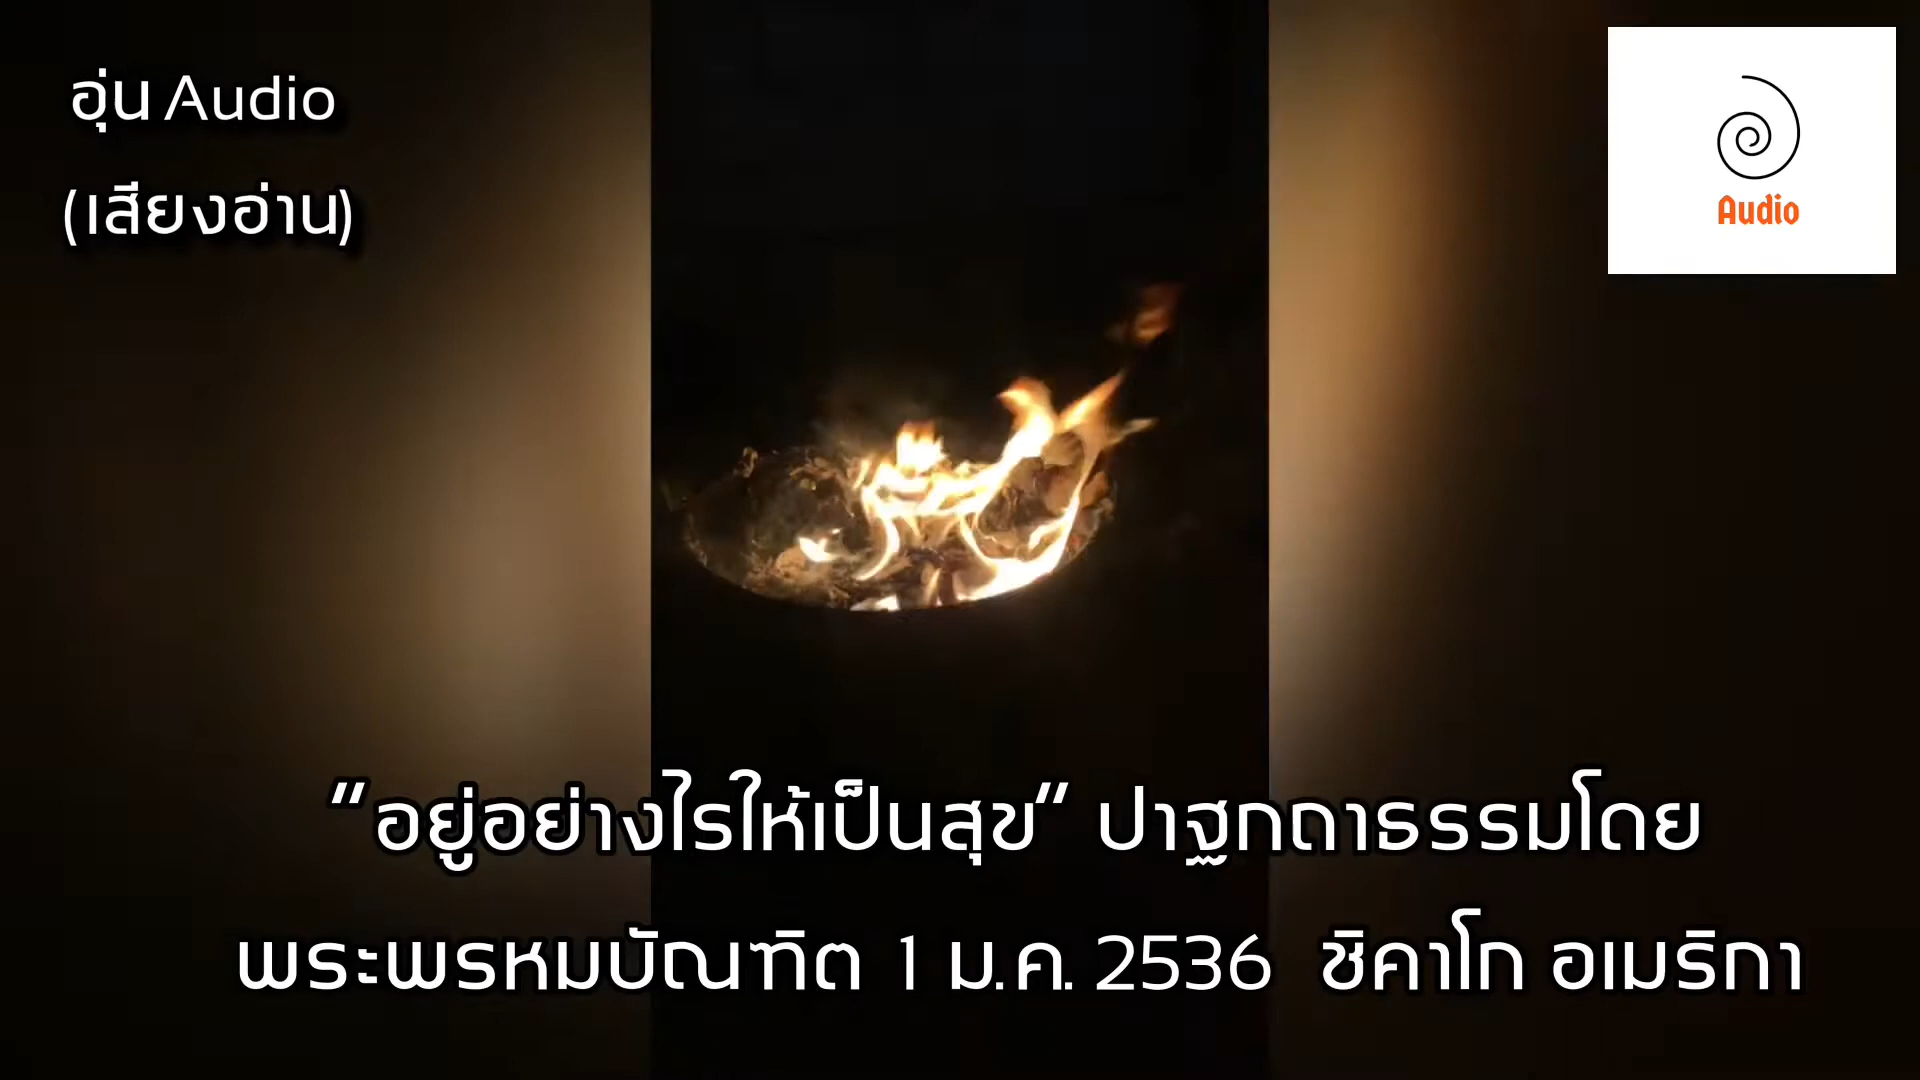 อุ่น Audio
(เสียงอ่าน)
Audio
“อยู่อย่างไรให้เป็นสุข” ปาฐกถาธรรมโดย
พระพรหมบัณฑิต 1 ม.ค. 2536 ชิคาโก อเมริกา